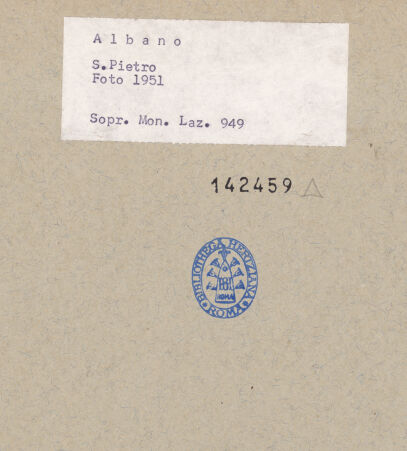 Albano
S.Pietro
Foto 1951
Sopr. Mon. Laz. 949
142459
BIBLIOTHECA HERTZIANA
ROMA